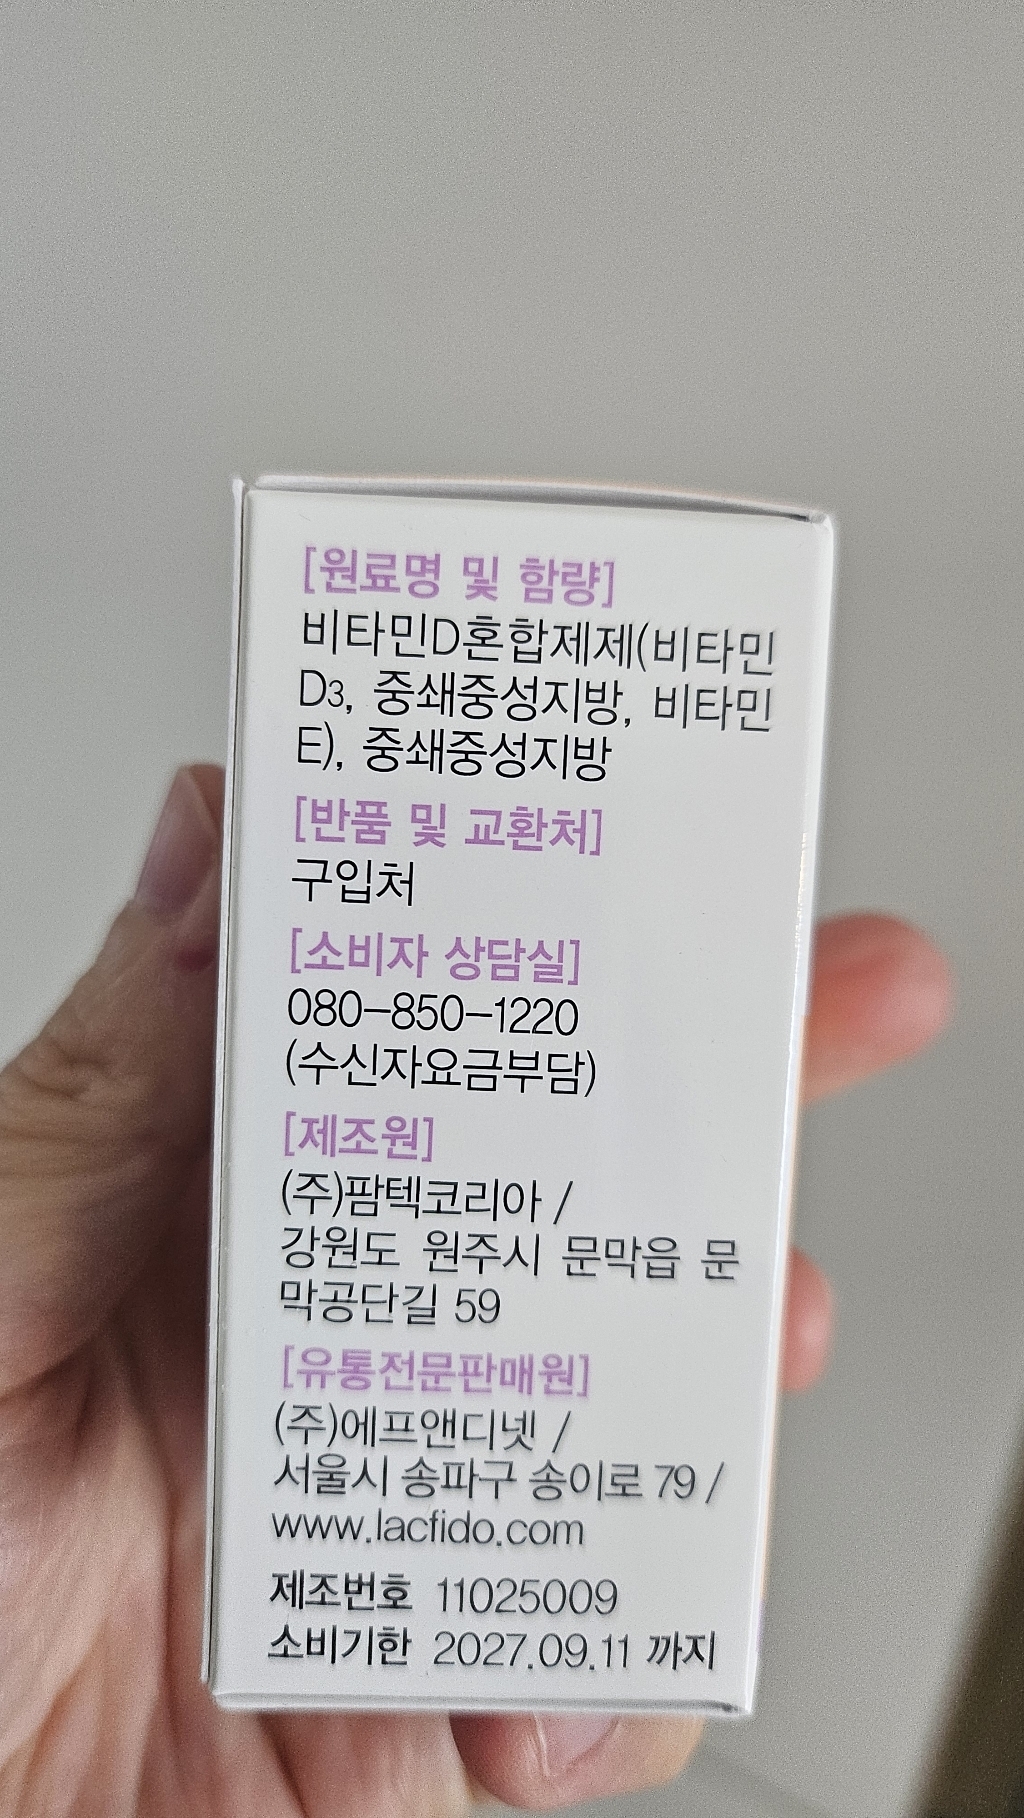 [원료명 및 함량]
비타민D혼합제제(비타민
D3, 중쇄중성지방, 비타민
E), 중쇄중성지방
[반품 및 교환처]
구입처
[소비자 상담실]
080-850-1220
(수신자요금부담)
[제조원]
(주)팜텍코리아 /
강원도 원주시 문막읍 문
막공단길 59
[유통전문판매원]
(주)에프앤디넷 /
서울시 송파구 송이로 79 /
www.lacfido.com
제조번호 11025009
소비기한 2027.09.11 까지